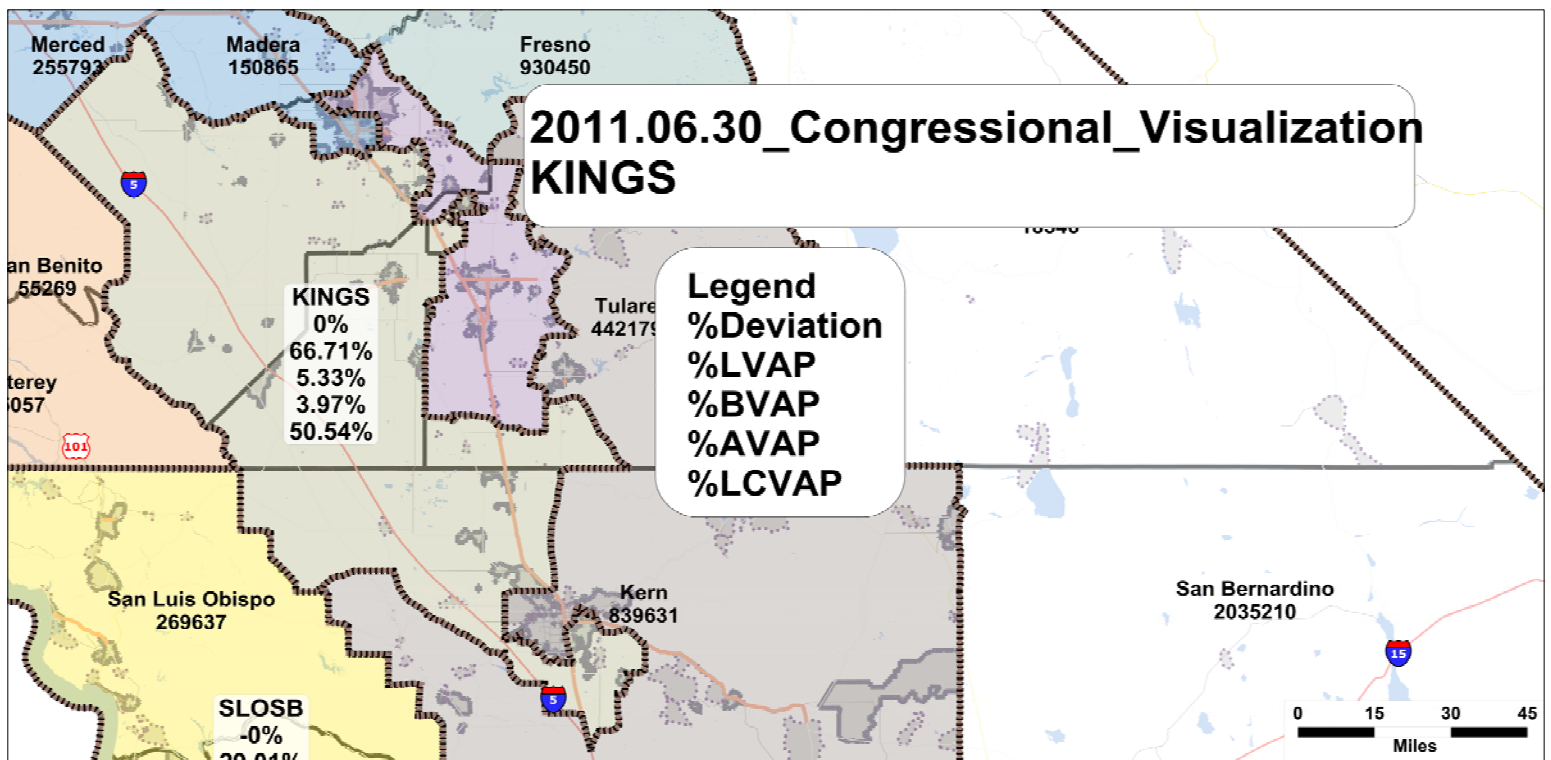 Merced
255793
Madera
150865
Fresno
930450
2011.06.30_Congressional_Visualization
KINGS
5
an Benito
55269
KINGS
0%
66.71%
5.33%
3.97%
50.54%
Tulare
442179
Legend
%Deviation
%LVAP
%BVAP
%AVAP
%LCVAP
terey
5057
101
San Luis Obispo
269637
Kern
839631
San Bernardino
2035210
15
5
SLOSB
-0%
0 15 30 45
Miles